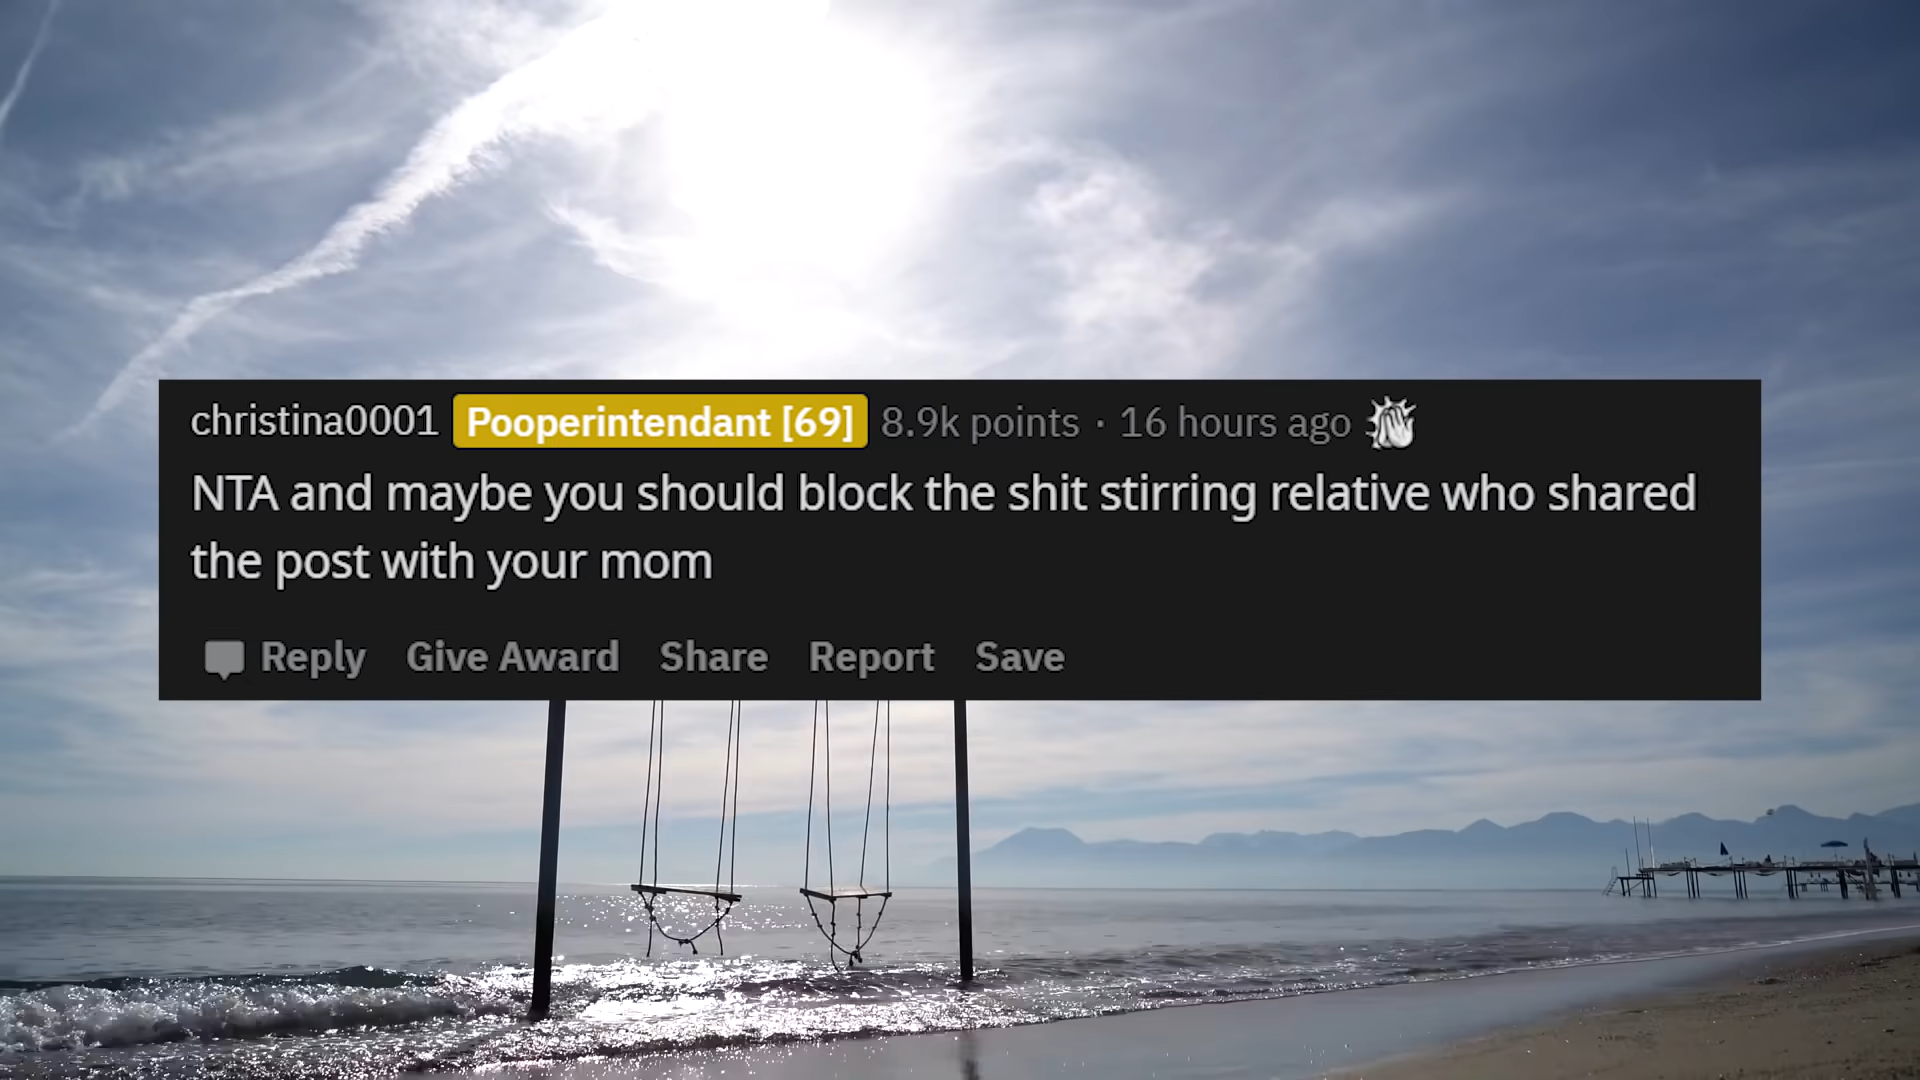 christina0001 Pooperintendant [69] 8.9k points · 16 hours ago
NTA and maybe you should block the shit stirring relative who shared
the post with your mom
Reply Give Award Share Report Save